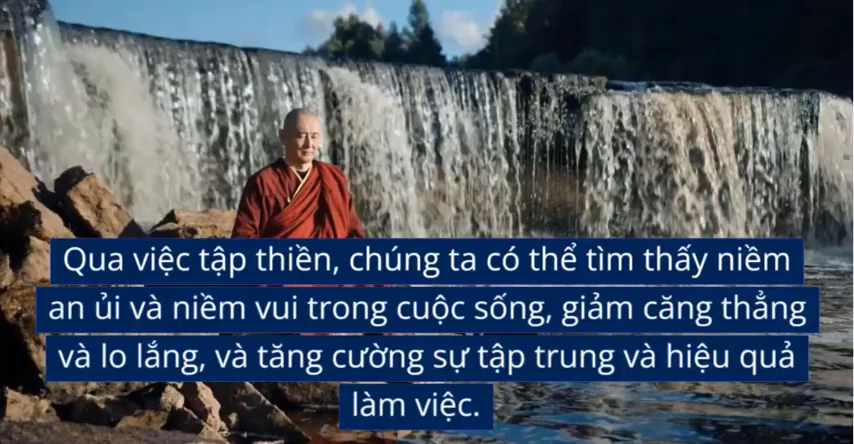 Qua việc tập thiền, chúng ta có thể tìm thấy niềm
an ủi và niềm vui trong cuộc sống, giảm căng thẳng
và lo lắng, và tăng cường sự tập trung và hiệu quả
làm việc.